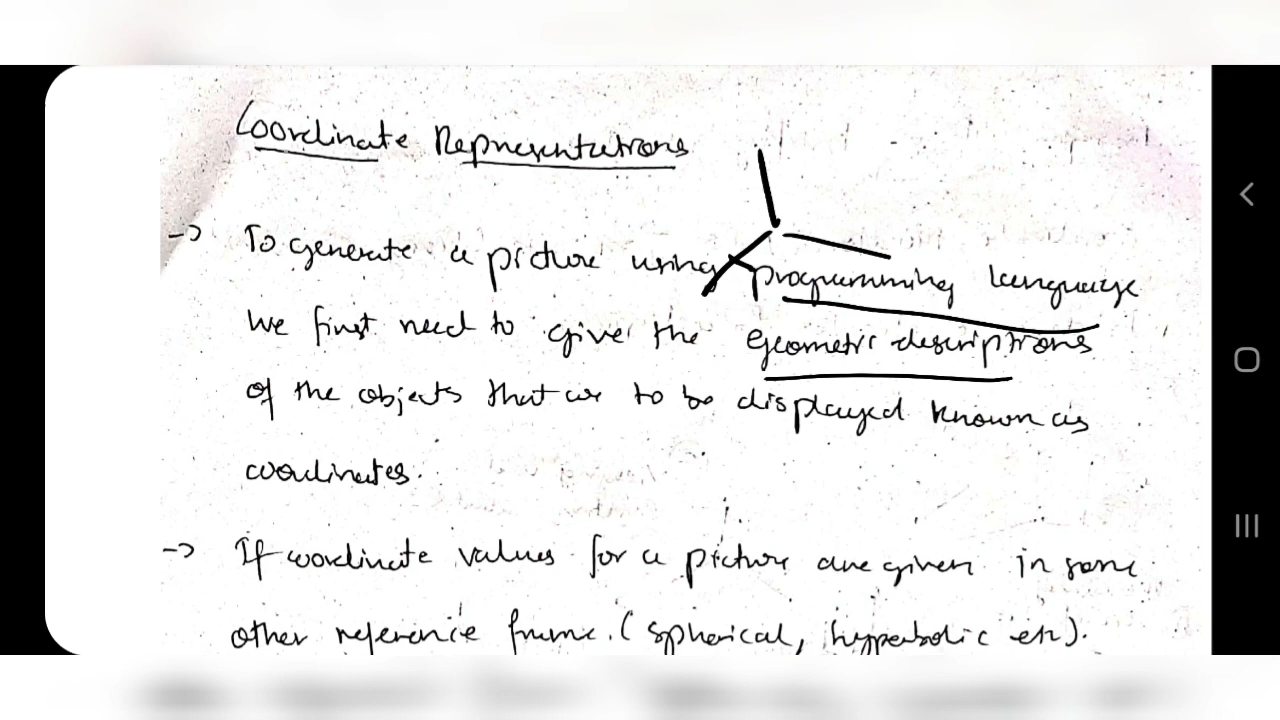 Coordinate Representations
-> To generate a picture using programming language
We first need to give the geometric descriptions
of the objects that are to be displayed known as
coordinates.
-> If coordinate values for a picture are given in some
other reference frame. (spherical, hyperbolic etc).